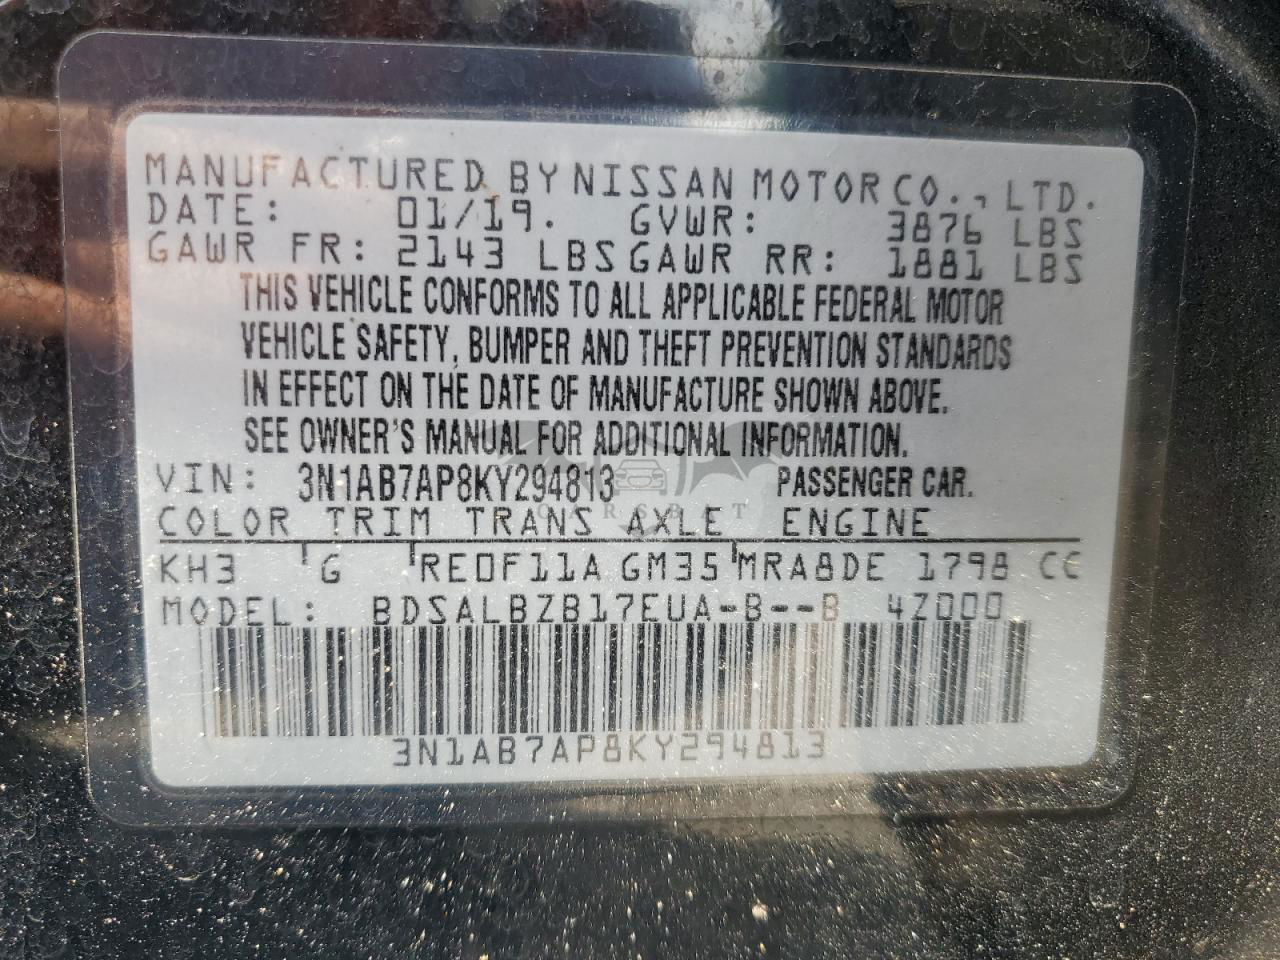 MANUFACTURED BY NISSAN MOTOR CO., LTD.
DATE: 01/19. GVWR: 3876 LBS
GAWR FR: 2143 LBS GAWR RR: 1881 LBS
THIS VEHICLE CONFORMS TO ALL APPLICABLE FEDERAL MOTOR
VEHICLE SAFETY, BUMPER AND THEFT PREVENTION STANDARDS
IN EFFECT ON THE DATE OF MANUFACTURE SHOWN ABOVE.
SEE OWNER'S MANUAL FOR ADDITIONAL INFORMATION.
VIN: 3N1AB7AP8KY294813 PASSENGER CAR.
CARSBAT
COLOR TRIM TRANS AXLE ENGINE
KH3 G RE0F11A GM35 MRA8DE 1798 CC
MODEL: BDSALBZB17EUA-B--B 4Z000
3N1AB7AP8KY294813